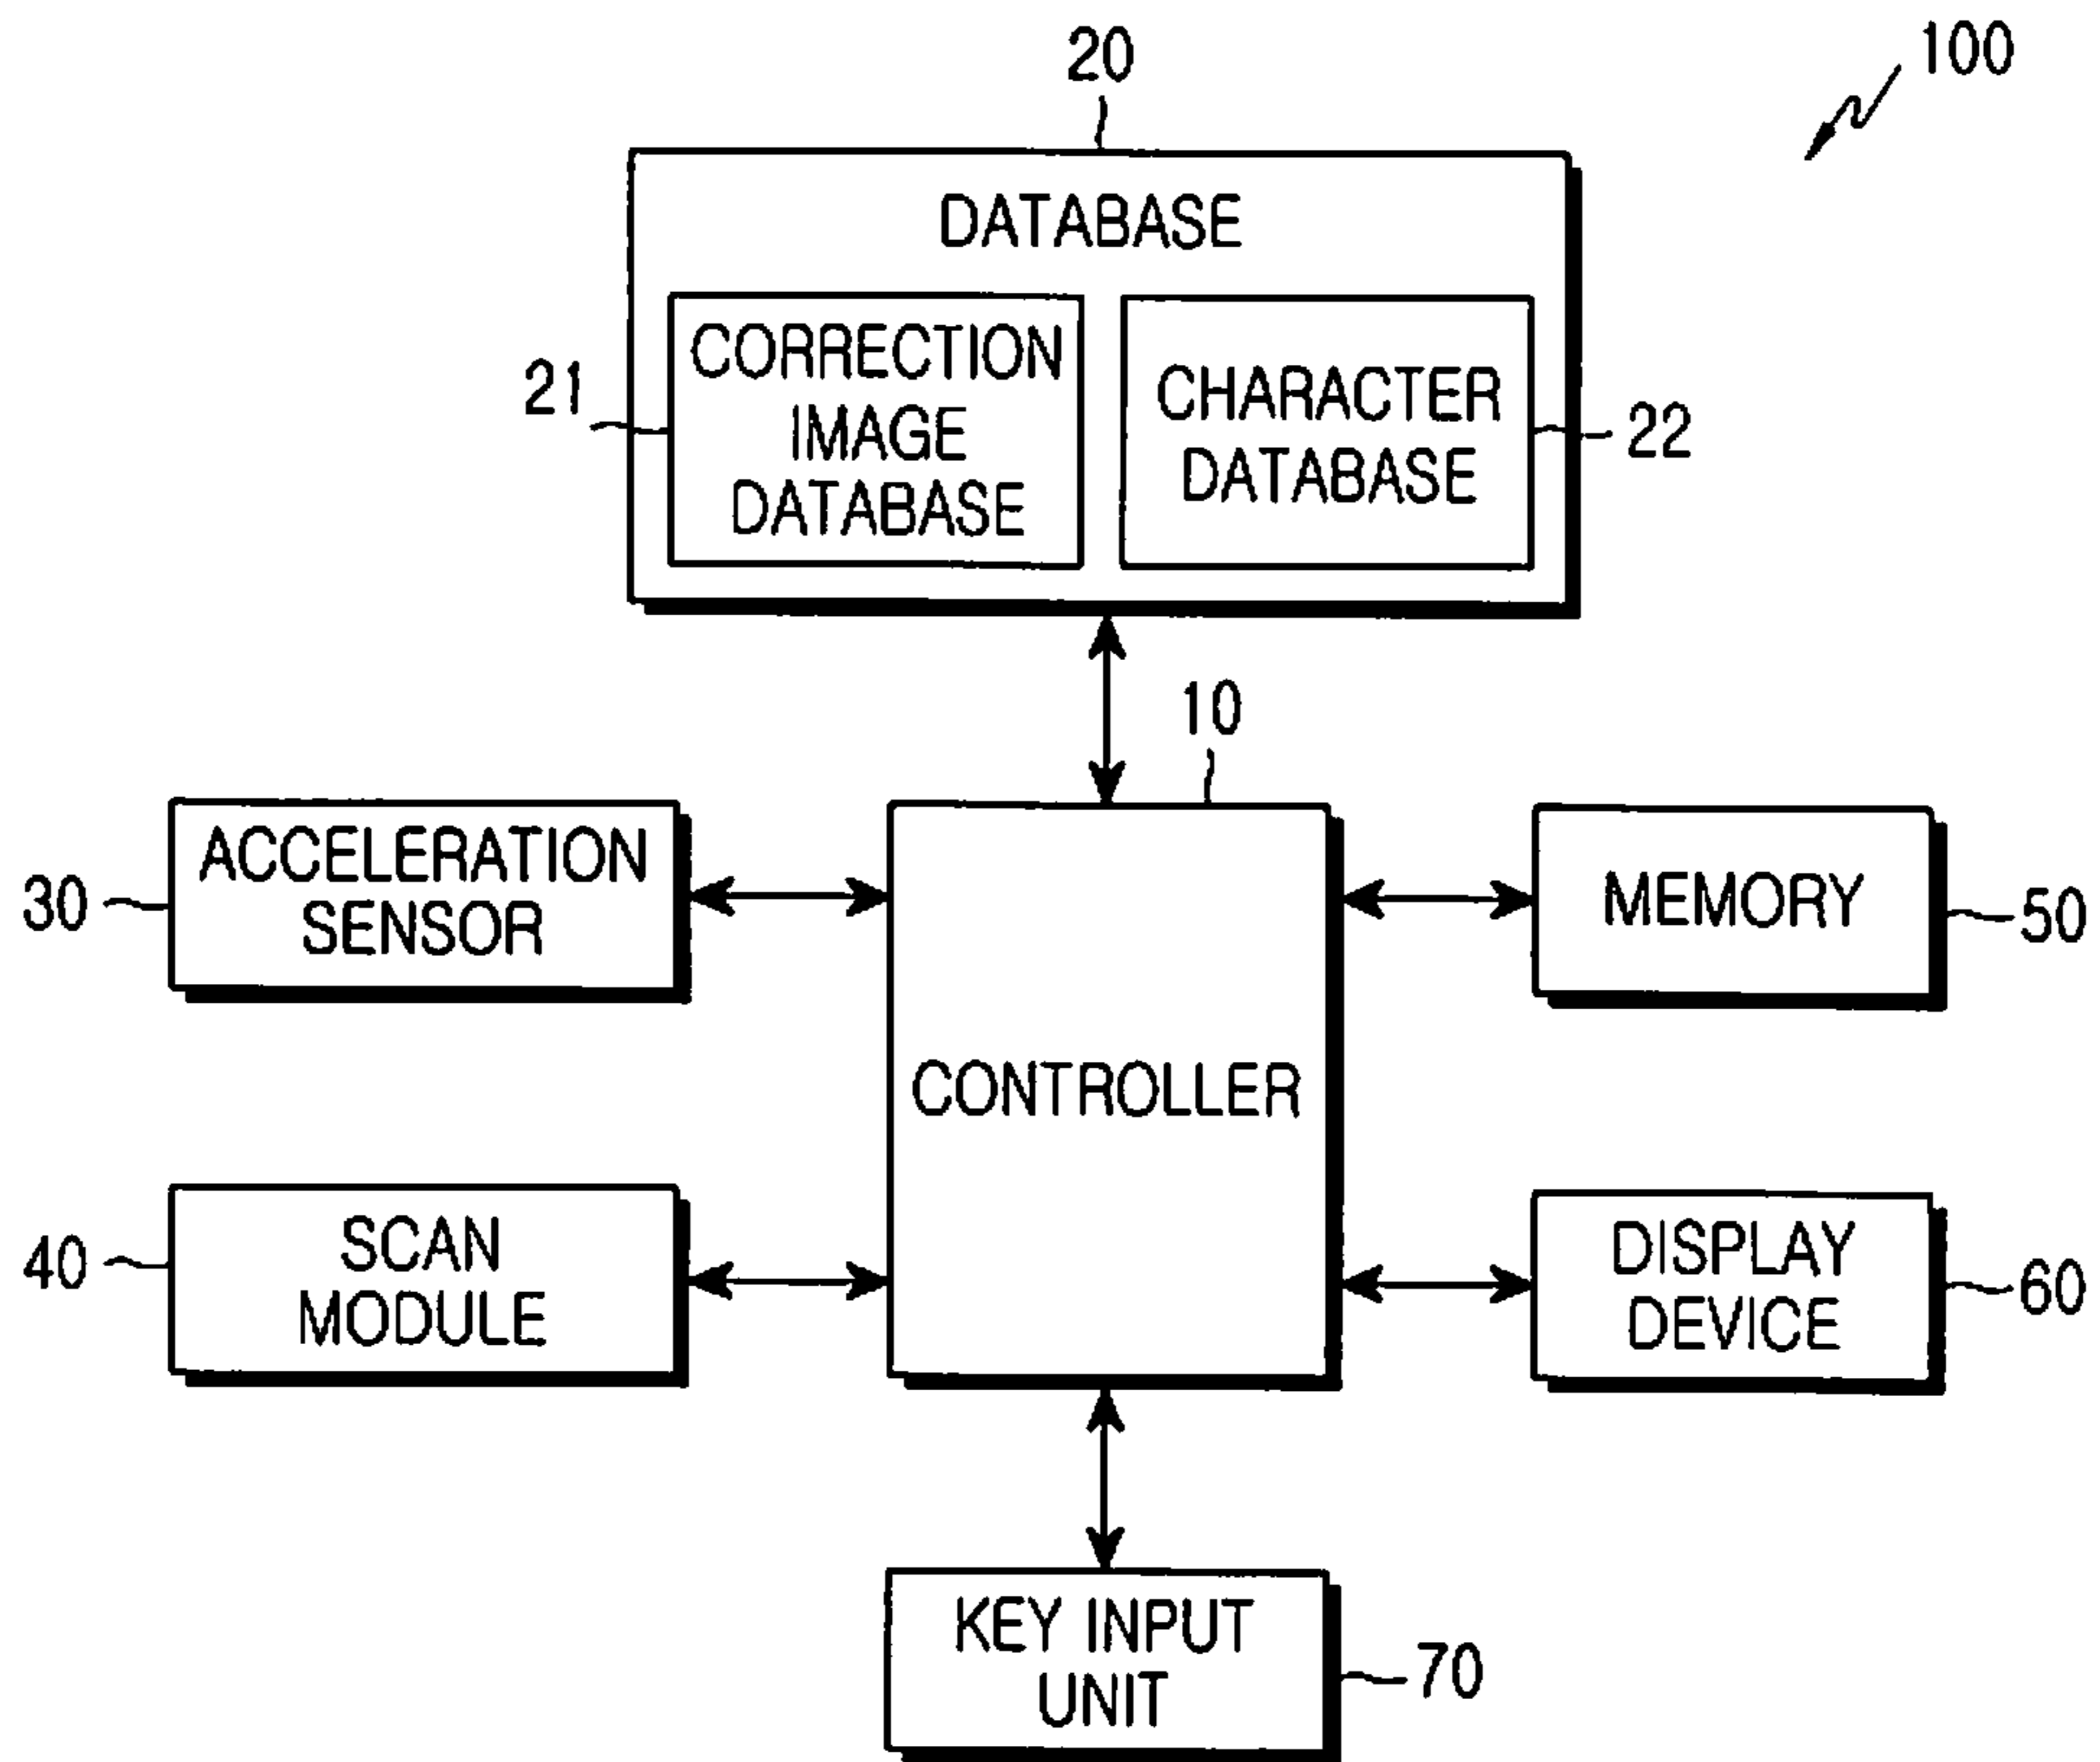 20
100
DATABASE
21
CORRECTION
IMAGE
DATABASE
CHARACTER
DATABASE
22
10
30
ACCELERATION
SENSOR
CONTROLLER
MEMORY
50
40
SCAN
MODULE
DISPLAY
DEVICE
60
KEY INPUT
UNIT
70